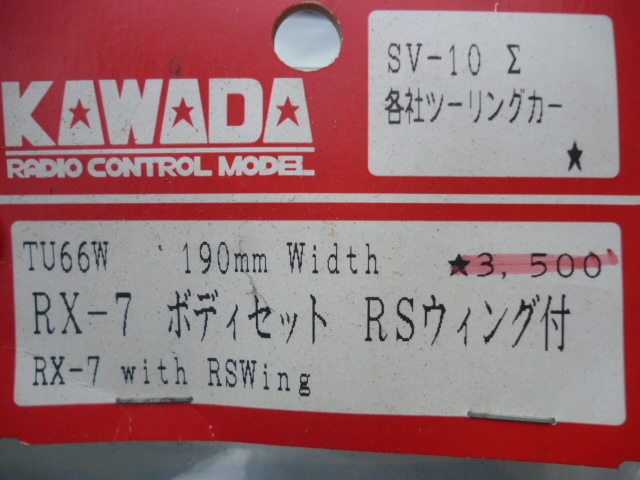 KAWADA
RADIO CONTROL MODEL
SV-10 Σ
各社ツーリングカー
★
TU66W 190mm Width ★3,500
RX-7 ボディセット RSウィング付
RX-7 with RSWing